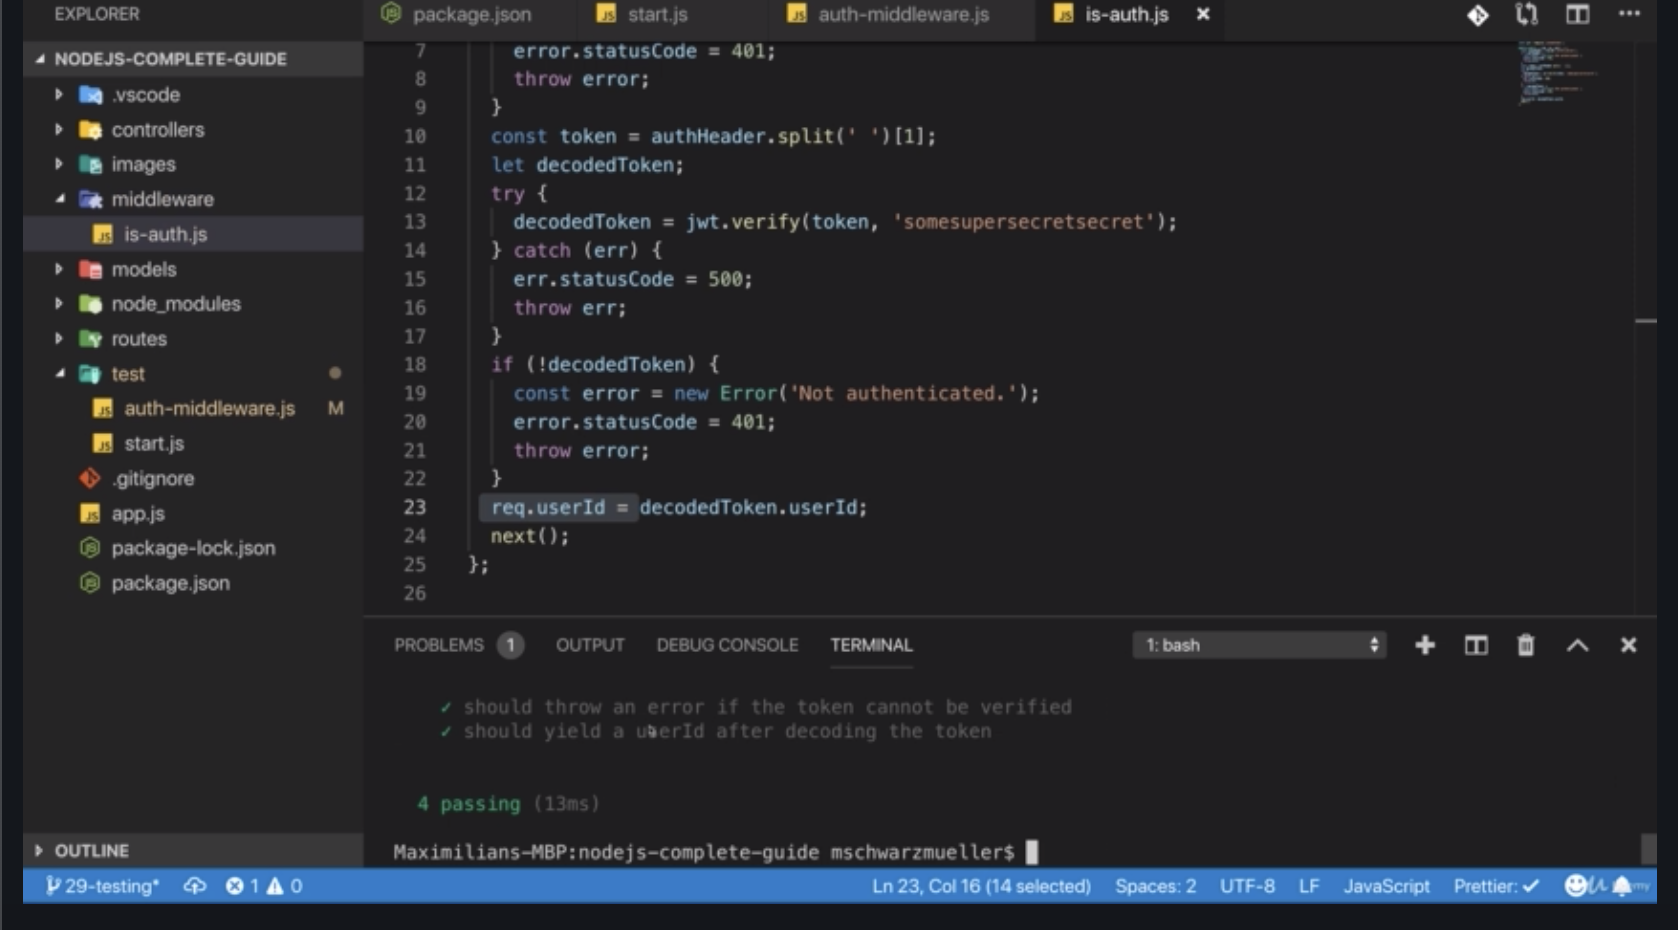 EXPLORER
package.json
start.js
auth-middleware.js
is-auth.js
NODEJS-COMPLETE-GUIDE
.vscode
controllers
images
middleware
is-auth.js
models
node_modules
routes
test
auth-middleware.js M
start.js
.gitignore
app.js
package-lock.json
package.json
OUTLINE
7 error.statusCode = 401;
8 throw error;
9 }
10 const token = authHeader.split(' ')[1];
11 let decodedToken;
12 try {
13 decodedToken = jwt.verify(token, 'somesupersecretsecret');
14 } catch (err) {
15 err.statusCode = 500;
16 throw err;
17 }
18 if (!decodedToken) {
19 const error = new Error('Not authenticated.');
20 error.statusCode = 401;
21 throw error;
22 }
23 req.userId = decodedToken.userId;
24 next();
25 };
26
PROBLEMS 1 OUTPUT DEBUG CONSOLE TERMINAL 1: bash
✓ should throw an error if the token cannot be verified
✓ should yield a userId after decoding the token
4 passing (13ms)
Maximilians-MBP:nodejs-complete-guide mschwarzmueller$
29-testing* 1 0 Ln 23, Col 16 (14 selected) Spaces: 2 UTF-8 LF JavaScript Prettier: ✓